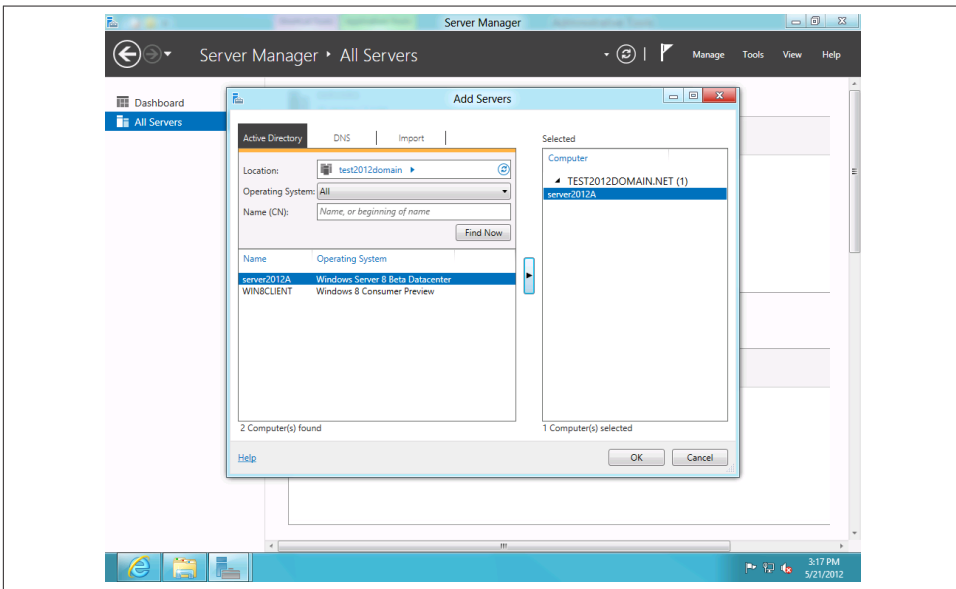 Server Manager
Server Manager • All Servers
Manage Tools View Help
Dashboard
All Servers
Add Servers
Active Directory DNS Import
Location: test2012domain
Operating System: All
Name (CN): Name, or beginning of name
Find Now
Name Operating System
server2012A Windows Server 8 Beta Datacenter
WIN8CLIENT Windows 8 Consumer Preview
2 Computer(s) found
Selected
Computer
TEST2012DOMAIN.NET (1)
server2012A
1 Computer(s) selected
Help
OK Cancel
3:17 PM
5/21/2012